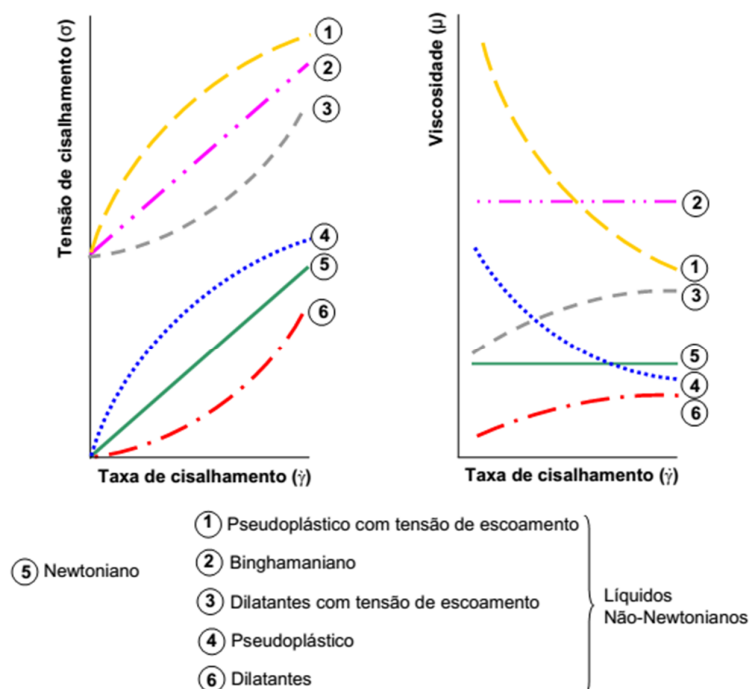 Tensão de cisalhamento (σ)
1
2
3
4
5
6
Taxa de cisalhamento (γ̇)
Viscosidade (μ)
2
1
3
5
4
6
Taxa de cisalhamento (γ̇)
5 Newtoniano
1 Pseudoplástico com tensão de escoamento
2 Binghamaniano
3 Dilatantes com tensão de escoamento
4 Pseudoplástico
6 Dilatantes
Líquidos
Não-Newtonianos